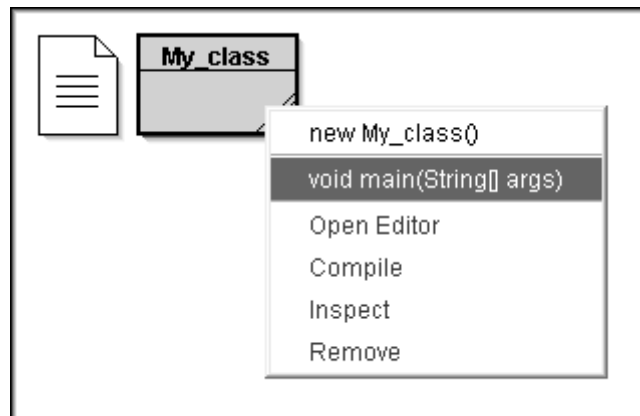 My_class
new My_class()
void main(String[] args)
Open Editor
Compile
Inspect
Remove